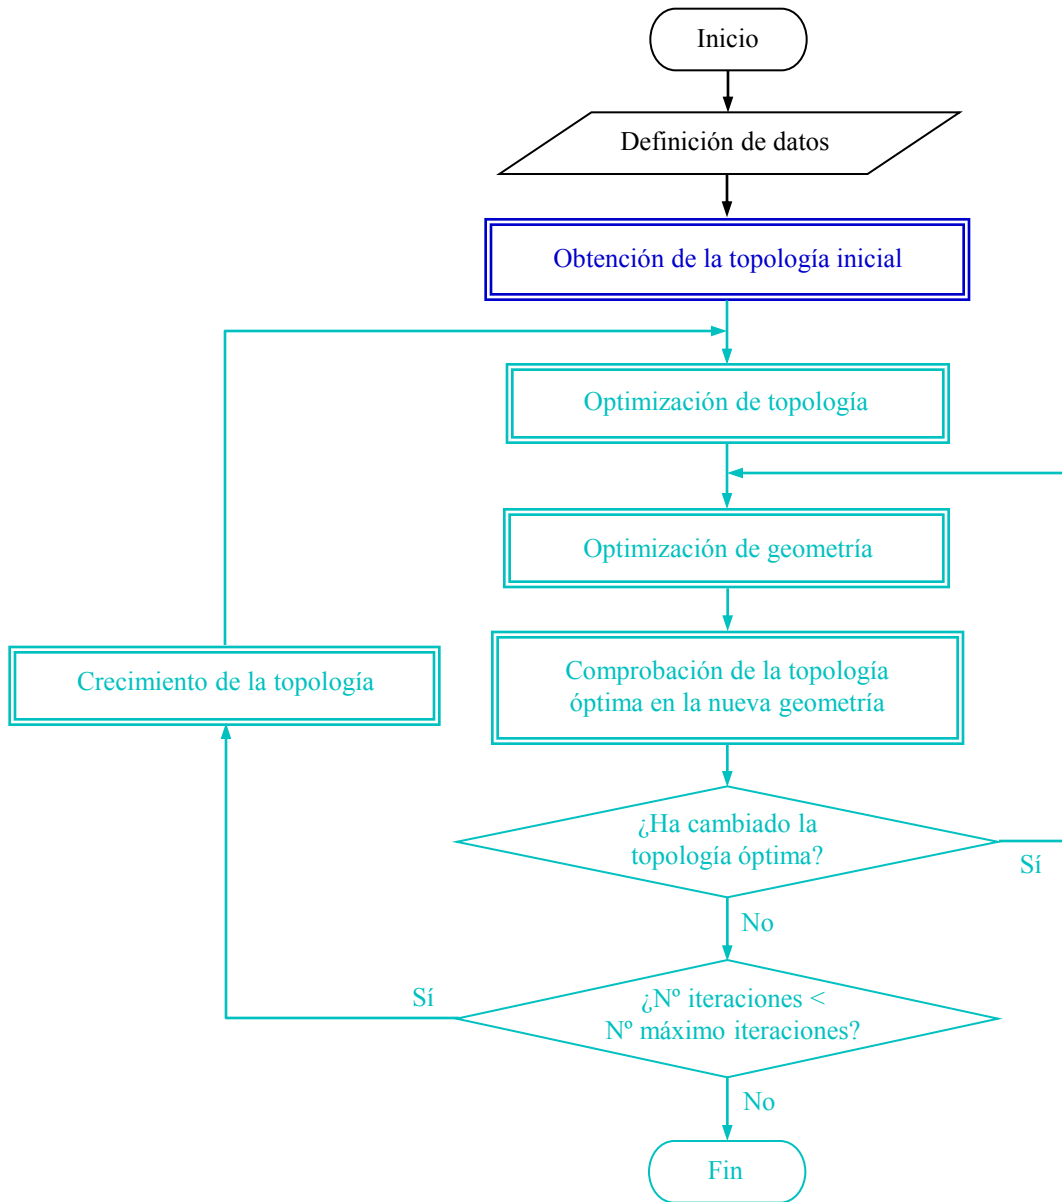 Inicio
Definición de datos
Obtención de la topología inicial
Optimización de topología
Optimización de geometría
Crecimiento de la topología
Comprobación de la topología
óptima en la nueva geometría
¿Ha cambiado la
topología óptima?
Sí
No
Sí
¿Nº iteraciones <
Nº máximo iteraciones?
No
Fin